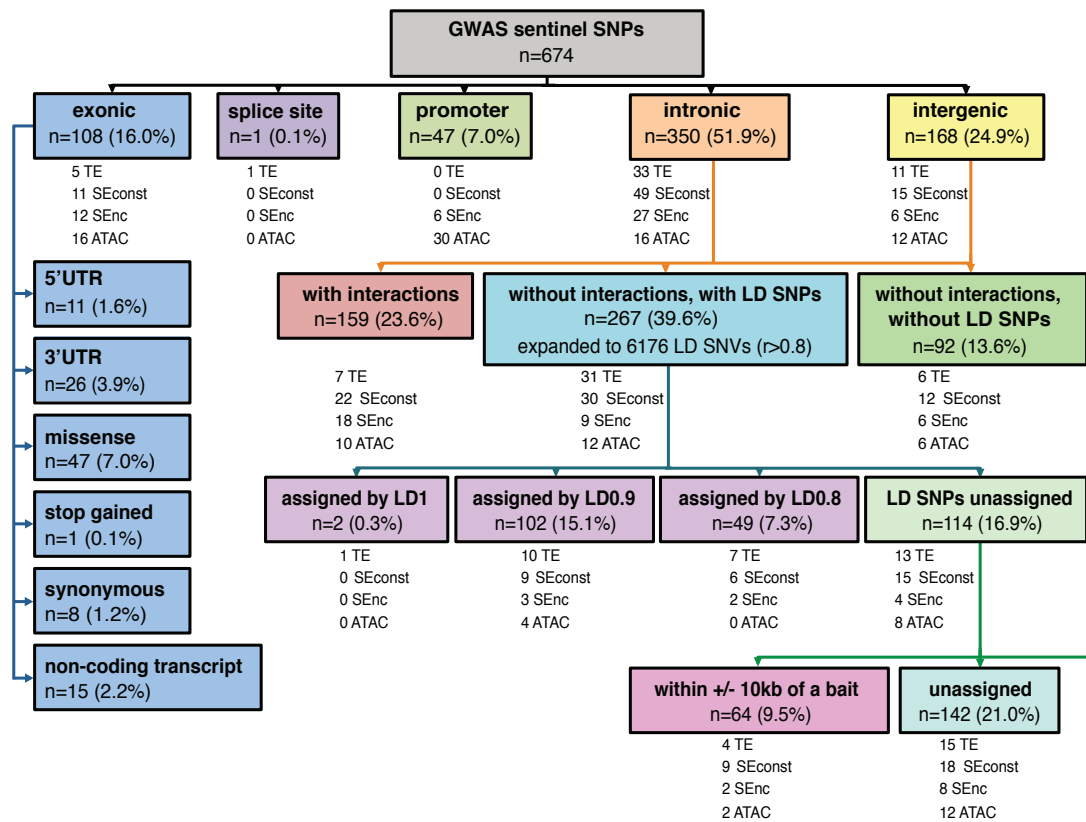 GWAS sentinel SNPs
n=674
exonic
n=108 (16.0%)
splice site
n=1 (0.1%)
promoter
n=47 (7.0%)
intronic
n=350 (51.9%)
intergenic
n=168 (24.9%)
5 TE
11 SEconst
12 SEnc
16 ATAC
1 TE
0 SEconst
0 SEnc
0 ATAC
0 TE
0 SEconst
6 SEnc
30 ATAC
33 TE
49 SEconst
27 SEnc
16 ATAC
11 TE
15 SEconst
6 SEnc
12 ATAC
5'UTR
n=11 (1.6%)
3'UTR
n=26 (3.9%)
missense
n=47 (7.0%)
stop gained
n=1 (0.1%)
synonymous
n=8 (1.2%)
non-coding transcript
n=15 (2.2%)
with interactions
n=159 (23.6%)
without interactions, with LD SNPs
n=267 (39.6%)
expanded to 6176 LD SNVs (r>0.8)
without interactions,
without LD SNPs
n=92 (13.6%)
7 TE
22 SEconst
18 SEnc
10 ATAC
31 TE
30 SEconst
9 SEnc
12 ATAC
6 TE
12 SEconst
6 SEnc
6 ATAC
assigned by LD1
n=2 (0.3%)
assigned by LD0.9
n=102 (15.1%)
assigned by LD0.8
n=49 (7.3%)
LD SNPs unassigned
n=114 (16.9%)
1 TE
0 SEconst
0 SEnc
0 ATAC
10 TE
9 SEconst
3 SEnc
4 ATAC
7 TE
6 SEconst
2 SEnc
0 ATAC
13 TE
15 SEconst
4 SEnc
8 ATAC
within +/- 10kb of a bait
n=64 (9.5%)
unassigned
n=142 (21.0%)
4 TE
9 SEconst
2 SEnc
2 ATAC
15 TE
18 SEconst
8 SEnc
12 ATAC